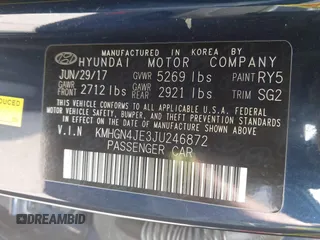 MANUFACTURED IN KOREA BY
HYUNDAI MOTOR COMPANY
JUN/29/17 GVWR 5269 lbs PAINT RY5
GAWR FRONT 2712 lbs GAWR REAR 2921 lbs TRIM SG2
THIS VEHICLE CONFORMS TO ALL APPLICABLE U.S. FEDERAL MOTOR VEHICLE SAFETY, BUMPER, AND THEFT PREVENTION STANDARDS IN EFFECT ON THE DATE OF MANUFACTURE SHOWN ABOVE.
V.I.N KMHGN4JE3JU246872
PASSENGER CAR
DREAMBID